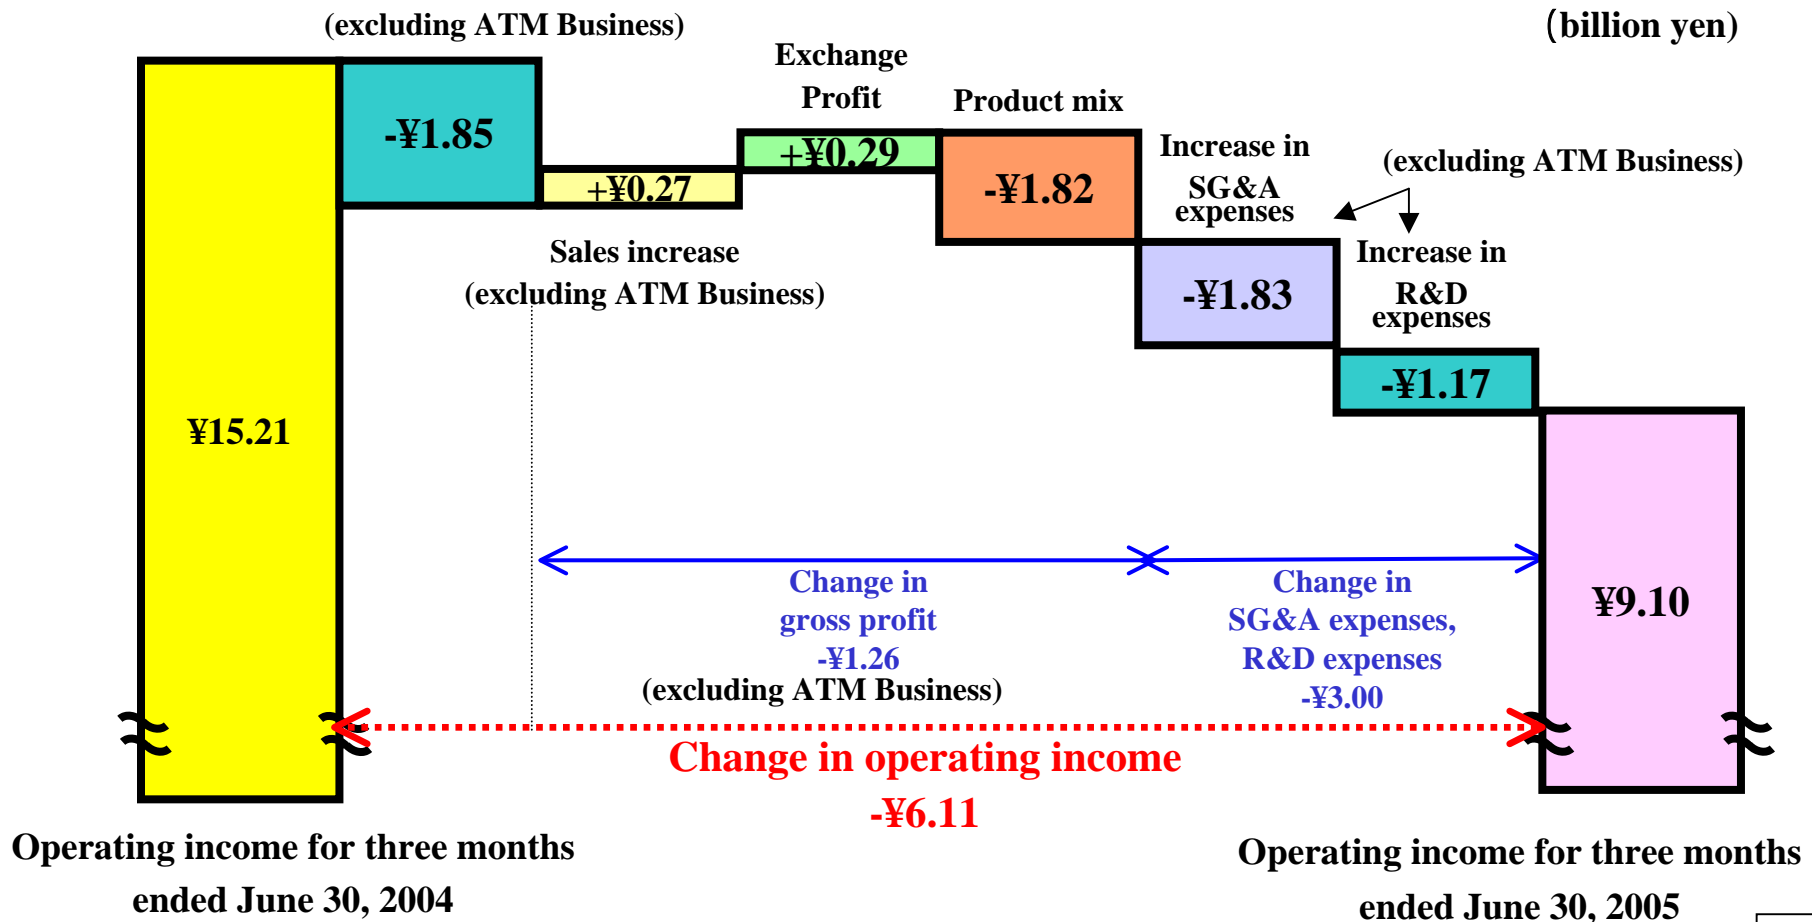 (excluding ATM Business)
(billion yen)
Exchange
Profit
Product mix
-¥1.85
+¥0.27
+¥0.29
-¥1.82
Increase in
SG&A
expenses
(excluding ATM Business)
Sales increase
(excluding ATM Business)
-¥1.83
Increase in
R&D
expenses
-¥1.17
¥15.21
Change in
gross profit
-¥1.26
(excluding ATM Business)
Change in
SG&A expenses,
R&D expenses
-¥3.00
¥9.10
Change in operating income
-¥6.11
Operating income for three months
ended June 30, 2004
Operating income for three months
ended June 30, 2005